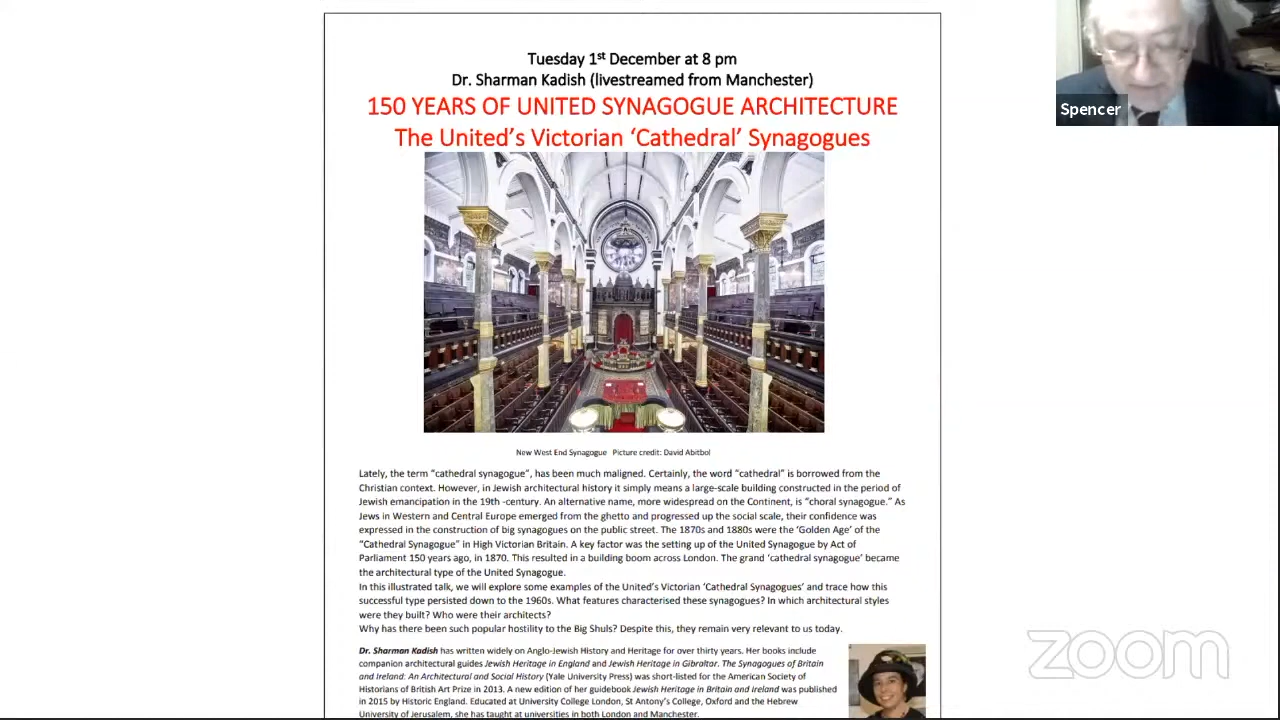 Tuesday 1st December at 8 pm
Dr. Sharman Kadish (livestreamed from Manchester)
150 YEARS OF UNITED SYNAGOGUE ARCHITECTURE
The United's Victorian 'Cathedral' Synagogues
New West End Synagogue Picture credit: David Abitbol
Lately, the term "cathedral synagogue", has been much maligned. Certainly, the word "cathedral" is borrowed from the
Christian context. However, in Jewish architectural history it simply means a large-scale building constructed in the period of
Jewish emancipation in the 19th -century. An alternative name, more widespread on the Continent, is "choral synagogue." As
Jews in Western and Central Europe emerged from the ghetto and progressed up the social scale, their confidence was
expressed in the construction of big synagogues on the public street. The 1870s and 1880s were the 'Golden Age' of the
"Cathedral Synagogue" in High Victorian Britain. A key factor was the setting up of the United Synagogue by Act of
Parliament 150 years ago, in 1870. This resulted in a building boom across London. The grand 'cathedral synagogue' became
the architectural type of the United Synagogue.
In this illustrated talk, we will explore some examples of the United's Victorian 'Cathedral Synagogues' and trace how this
successful type persisted down to the 1960s. What features characterised these synagogues? In which architectural styles
were they built? Who were their architects?
Why has there been such popular hostility to the Big Shuls? Despite this, they remain very relevant to us today.
Dr. Sharman Kadish has written widely on Anglo-Jewish History and Heritage for over thirty years. Her books include
companion architectural guides Jewish Heritage in England and Jewish Heritage in Gibraltar. The Synagogues of Britain
and Ireland: An Architectural and Social History (Yale University Press) was short-listed for the American Society of
Historians of British Art Prize in 2013. A new edition of her guidebook Jewish Heritage in Britain and Ireland was published
in 2015 by Historic England. Educated at University College London, St Antony's College, Oxford and the Hebrew
University of Jerusalem, she has taught at universities in both London and Manchester.
Spencer
zoom